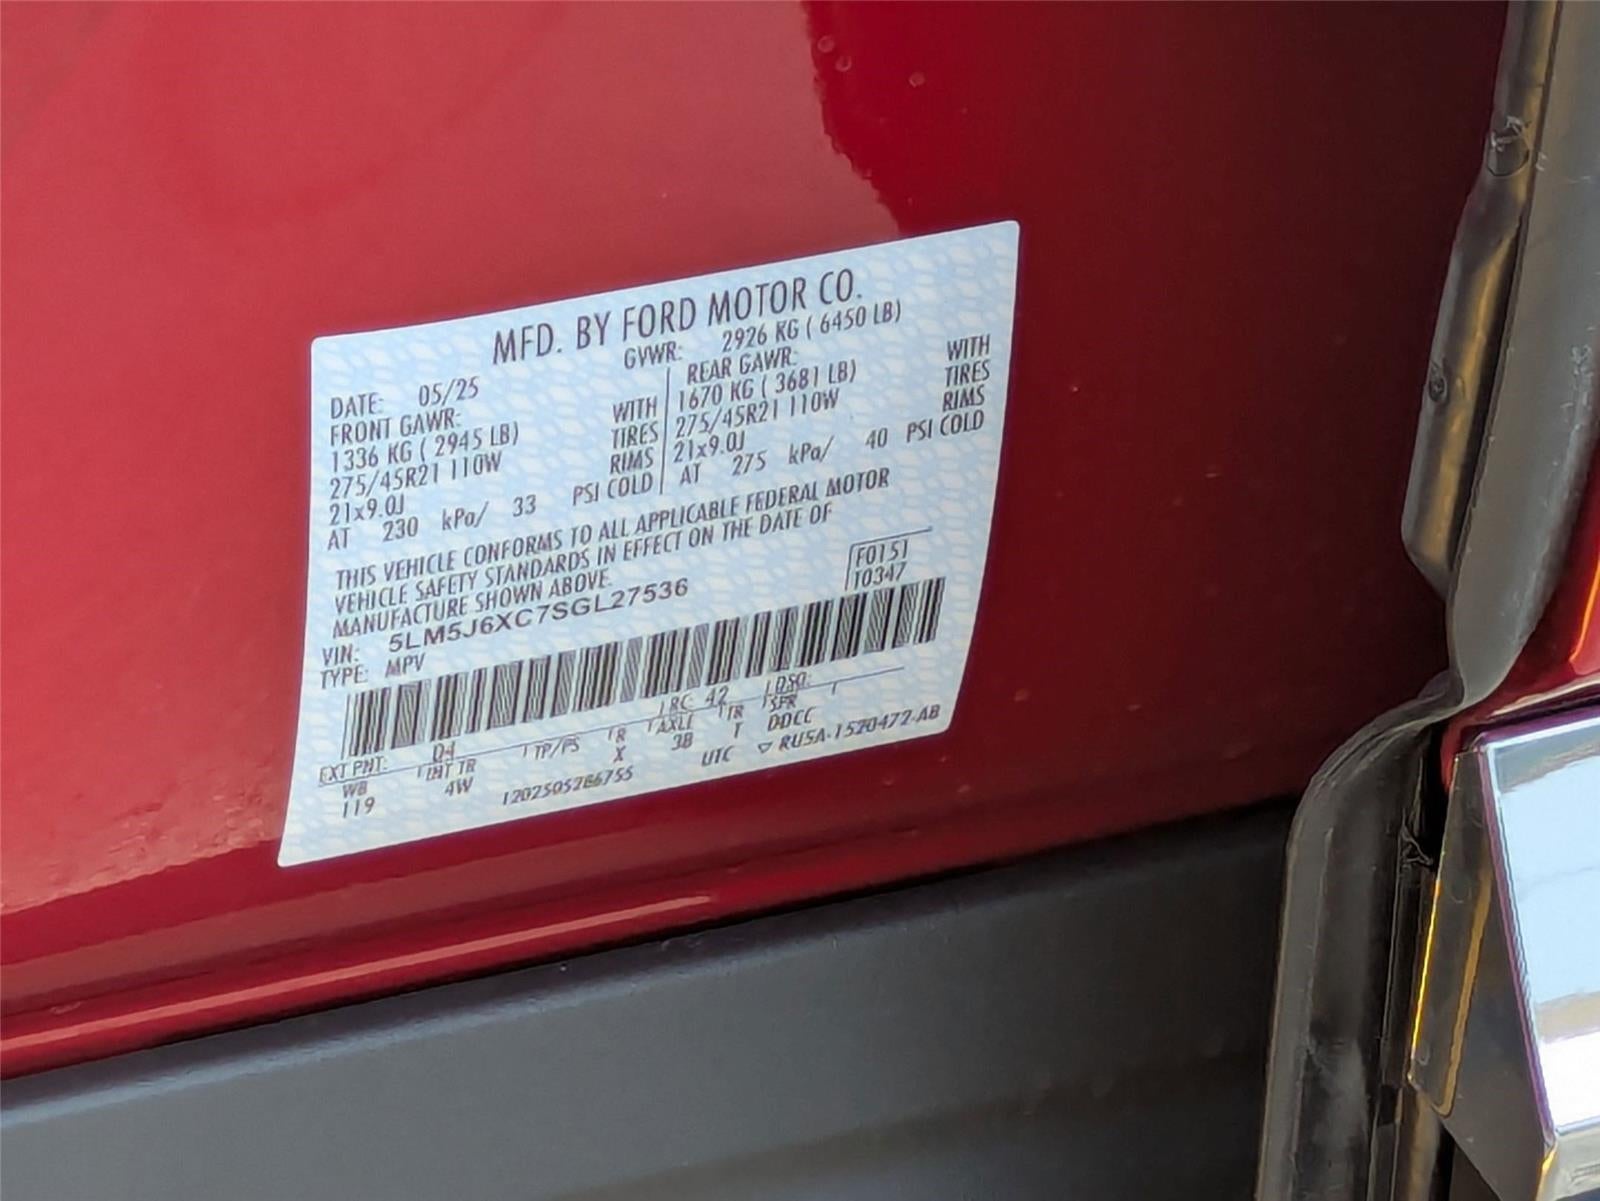 MFD. BY FORD MOTOR CO.
DATE: 05/25 GVWR: 2926 KG ( 6450 LB)
FRONT GAWR: REAR GAWR:
1336 KG ( 2945 LB) WITH 1670 KG ( 3681 LB) WITH
275/45R21 110W TIRES 275/45R21 110W TIRES
21x9.0J RIMS 21x9.0J RIMS
AT 230 kPa/ 33 PSI COLD AT 275 kPa/ 40 PSI COLD
THIS VEHICLE CONFORMS TO ALL APPLICABLE FEDERAL MOTOR
VEHICLE SAFETY STANDARDS IN EFFECT ON THE DATE OF
MANUFACTURE SHOWN ABOVE.
VIN: 5LM5J6XC7SGL27536 F0151
TYPE: MPV T0347
EXT PNT: D4 RC: 42 DSO:
WB INT TR TP/PS R AXLE TR SPR
119 4W X 3B T DDCC
1202505286755 UTC ▽ RU5A-1520472-AB